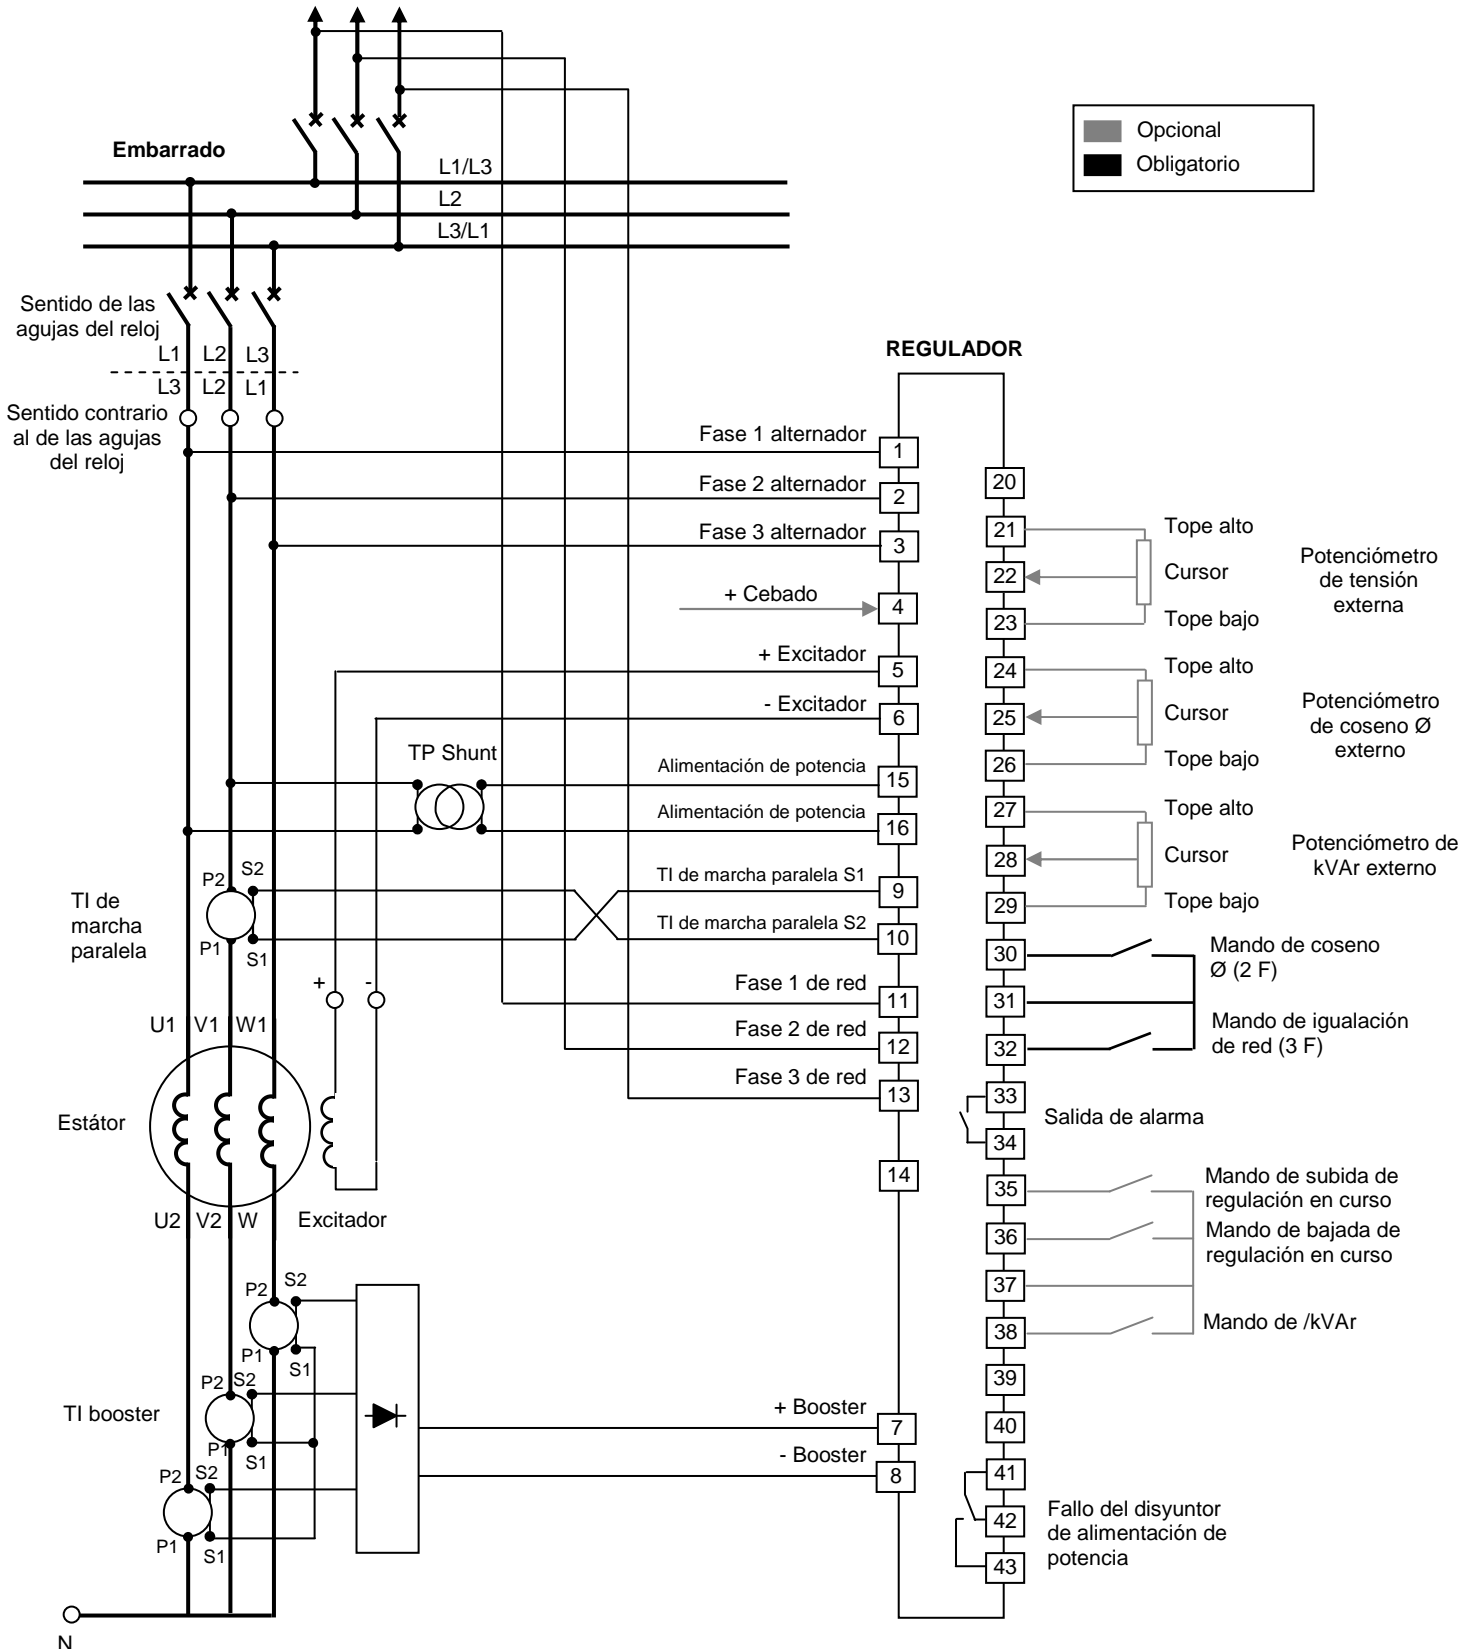 Opcional
Obligatorio
Embarrado
L1/L3
L2
L3/L1
Sentido de las
agujas del reloj
L1 L2 L3
L3 L2 L1
Sentido contrario
al de las agujas
del reloj
REGULADOR
Fase 1 alternador
1
Fase 2 alternador
2
Fase 3 alternador
3
+ Cebado
4
+ Excitador
5
- Excitador
6
TP Shunt
Alimentación de potencia
15
Alimentación de potencia
16
TI de marcha paralela S1
9
TI de marcha paralela S2
10
Fase 1 de red
11
Fase 2 de red
12
Fase 3 de red
13
14
+ Booster
7
- Booster
8
TI de
marcha
paralela
P2
S2
P1
S1
+
-
U1 V1 W1
Estátor
U2 V2 W
Excitador
P2
S2
P1
S1
TI booster
P2
S2
P1
S1
P2
S2
P1
S1
N
20
21
Tope alto
22
Cursor
23
Tope bajo
Potenciómetro
de tensión
externa
24
Tope alto
25
Cursor
26
Tope bajo
Potenciómetro
de coseno Ø
externo
27
Tope alto
28
Cursor
29
Tope bajo
Potenciómetro de
kVAr externo
30
Mando de coseno
Ø (2 F)
31
32
Mando de igualación
de red (3 F)
33
Salida de alarma
34
35
Mando de subida de
regulación en curso
36
Mando de bajada de
regulación en curso
37
38
Mando de /kVAr
39
40
41
42
43
Fallo del disyuntor
de alimentación de
potencia